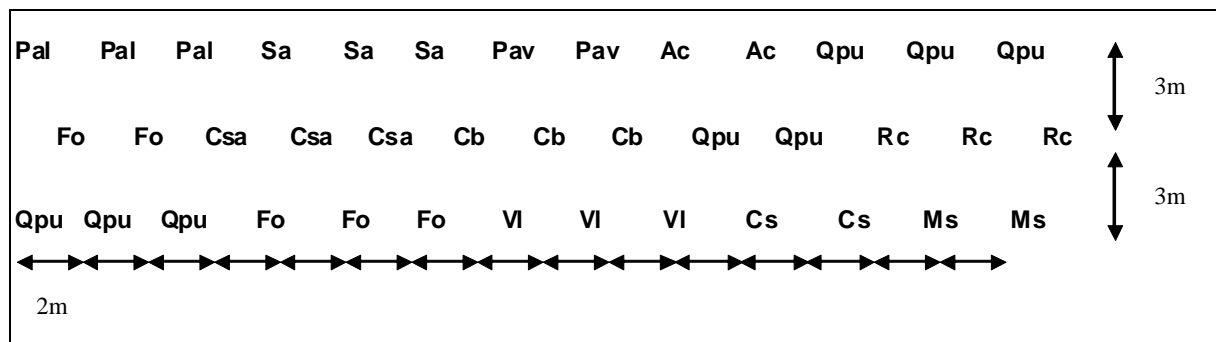 Pal Pal Pal Sa Sa Sa Pav Pav Ac Ac Qpu Qpu Qpu
3m
Fo Fo Csa Csa Csa Cb Cb Cb Qpu Qpu Rc Rc Rc
3m
Qpu Qpu Qpu Fo Fo Fo Vl Vl Vl Cs Cs Ms Ms
2m